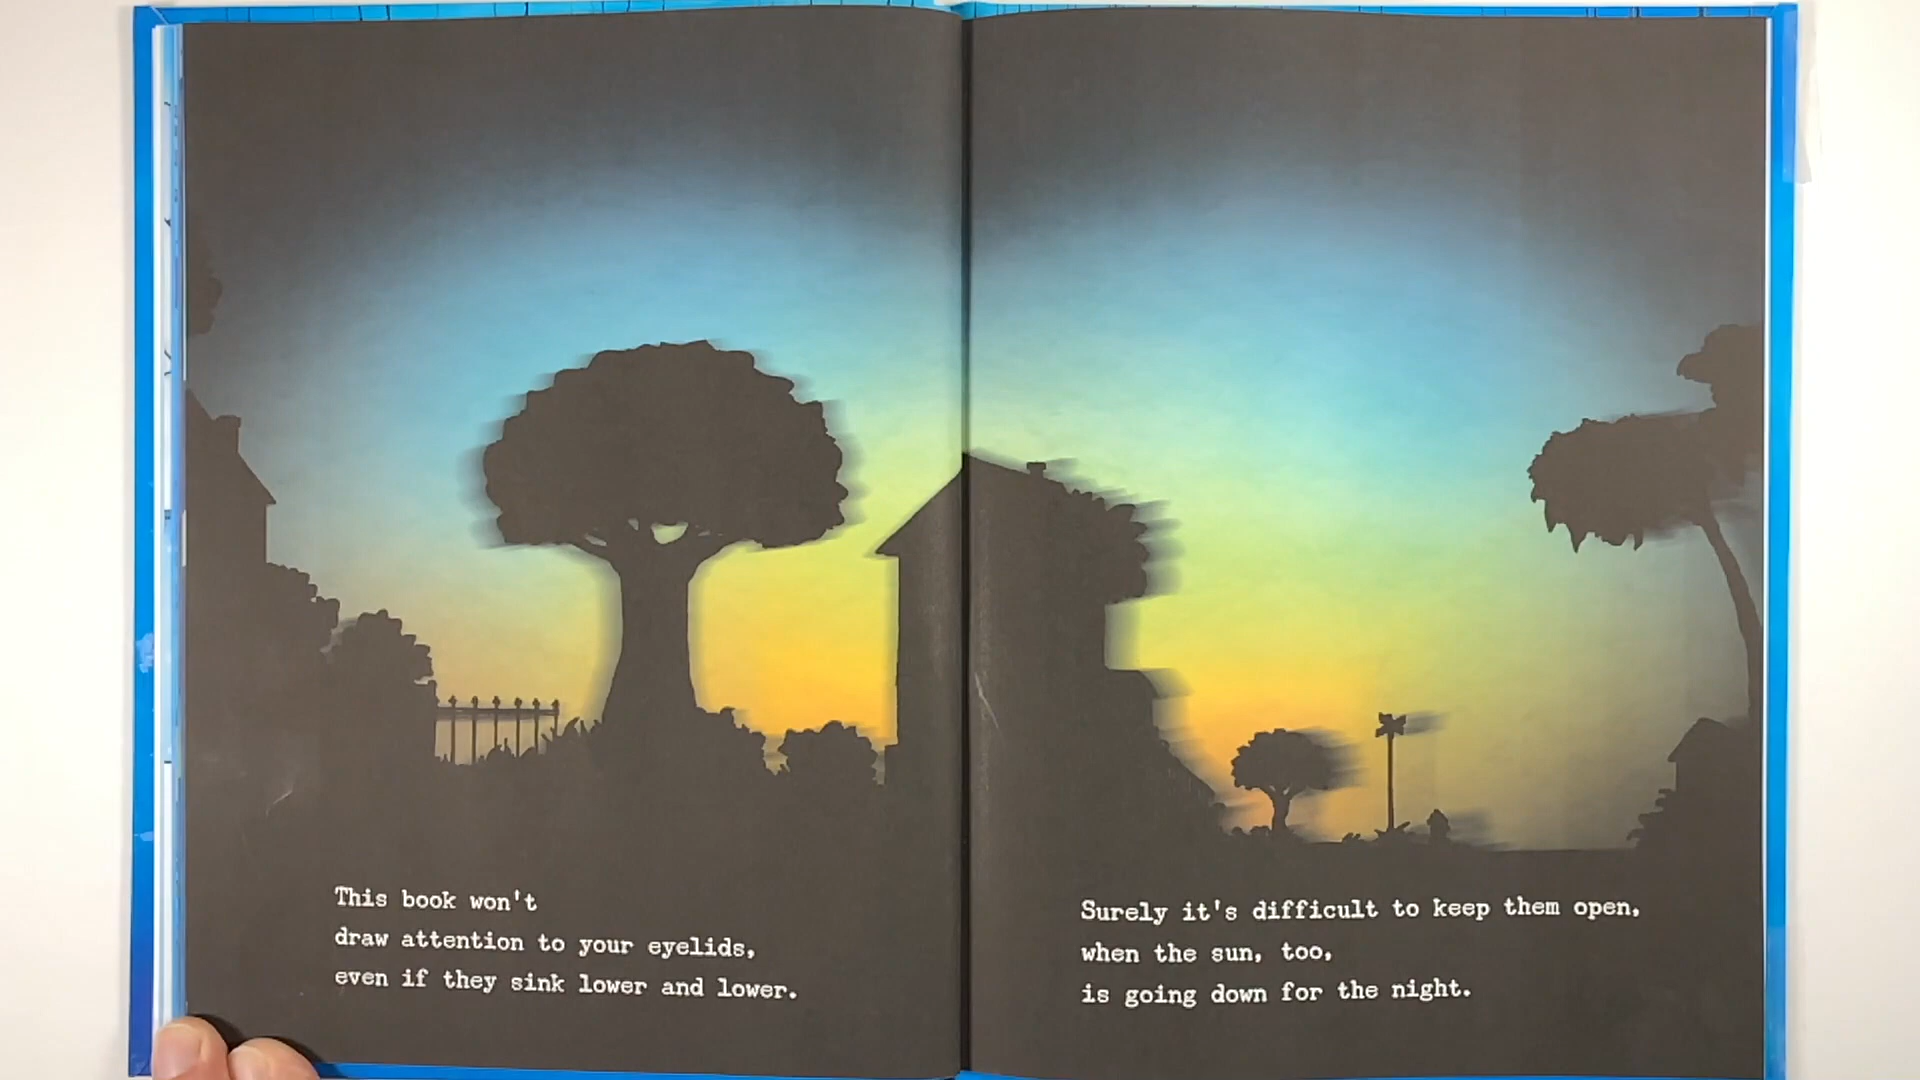 This book won't
draw attention to your eyelids,
even if they sink lower and lower.
Surely it's difficult to keep them open,
when the sun, too,
is going down for the night.